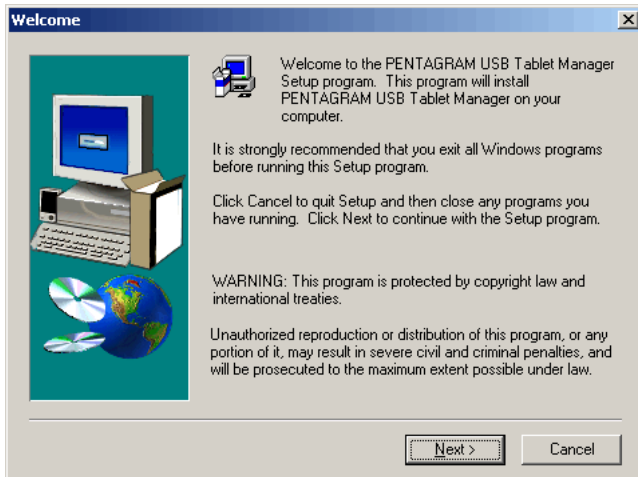 Welcome
Welcome to the PENTAGRAM USB Tablet Manager
Setup program. This program will install
PENTAGRAM USB Tablet Manager on your
computer.
It is strongly recommended that you exit all Windows programs
before running this Setup program.
Click Cancel to quit Setup and then close any programs you
have running. Click Next to continue with the Setup program.
WARNING: This program is protected by copyright law and
international treaties.
Unauthorized reproduction or distribution of this program, or any
portion of it, may result in severe civil and criminal penalties, and
will be prosecuted to the maximum extent possible under law.
Next >
Cancel